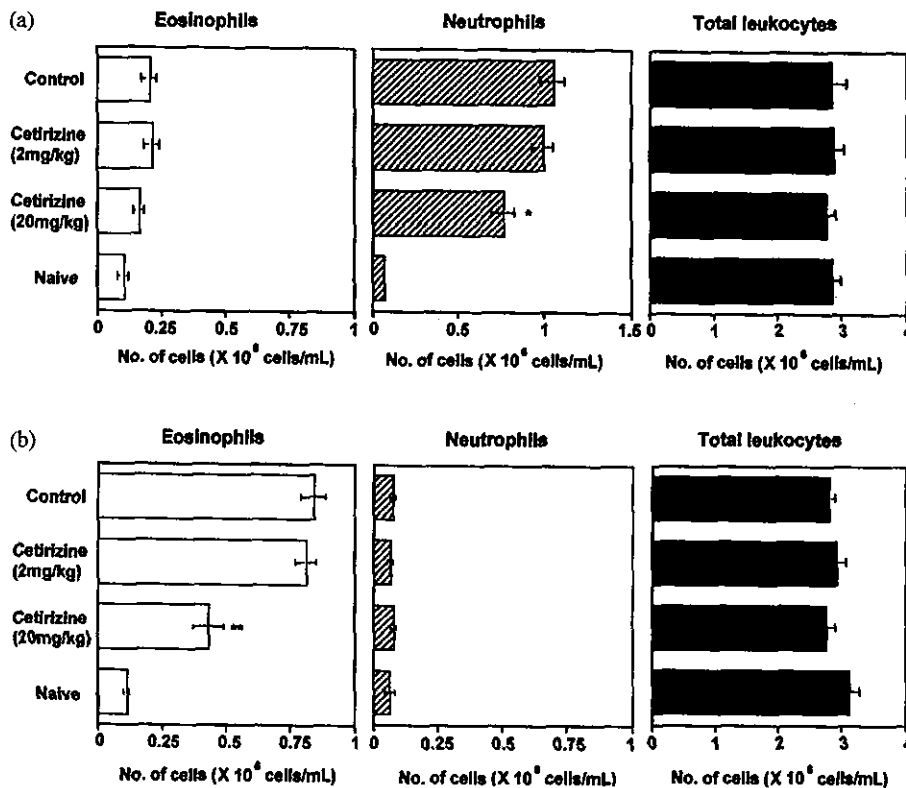 (a)
Eosinophils Neutrophils Total leukocytes
Control
Cetirizine
(2mg/kg)
Cetirizine
(20mg/kg)
*
Naive
0 0.25 0.5 0.75 1 0 0.5 1 1.5 0 1 2 3 4
No. of cells (X 10⁶ cells/mL) No. of cells (X 10⁶ cells/mL) No. of cells (X 10⁶ cells/mL)
(b)
Eosinophils Neutrophils Total leukocytes
Control
Cetirizine
(2mg/kg)
Cetirizine
(20mg/kg)
**
Naive
0 0.25 0.5 0.75 1 0 0.25 0.5 0.75 1 0 1 2 3 4
No. of cells (X 10⁶ cells/mL) No. of cells (X 10⁶ cells/mL) No. of cells (X 10⁶ cells/mL)